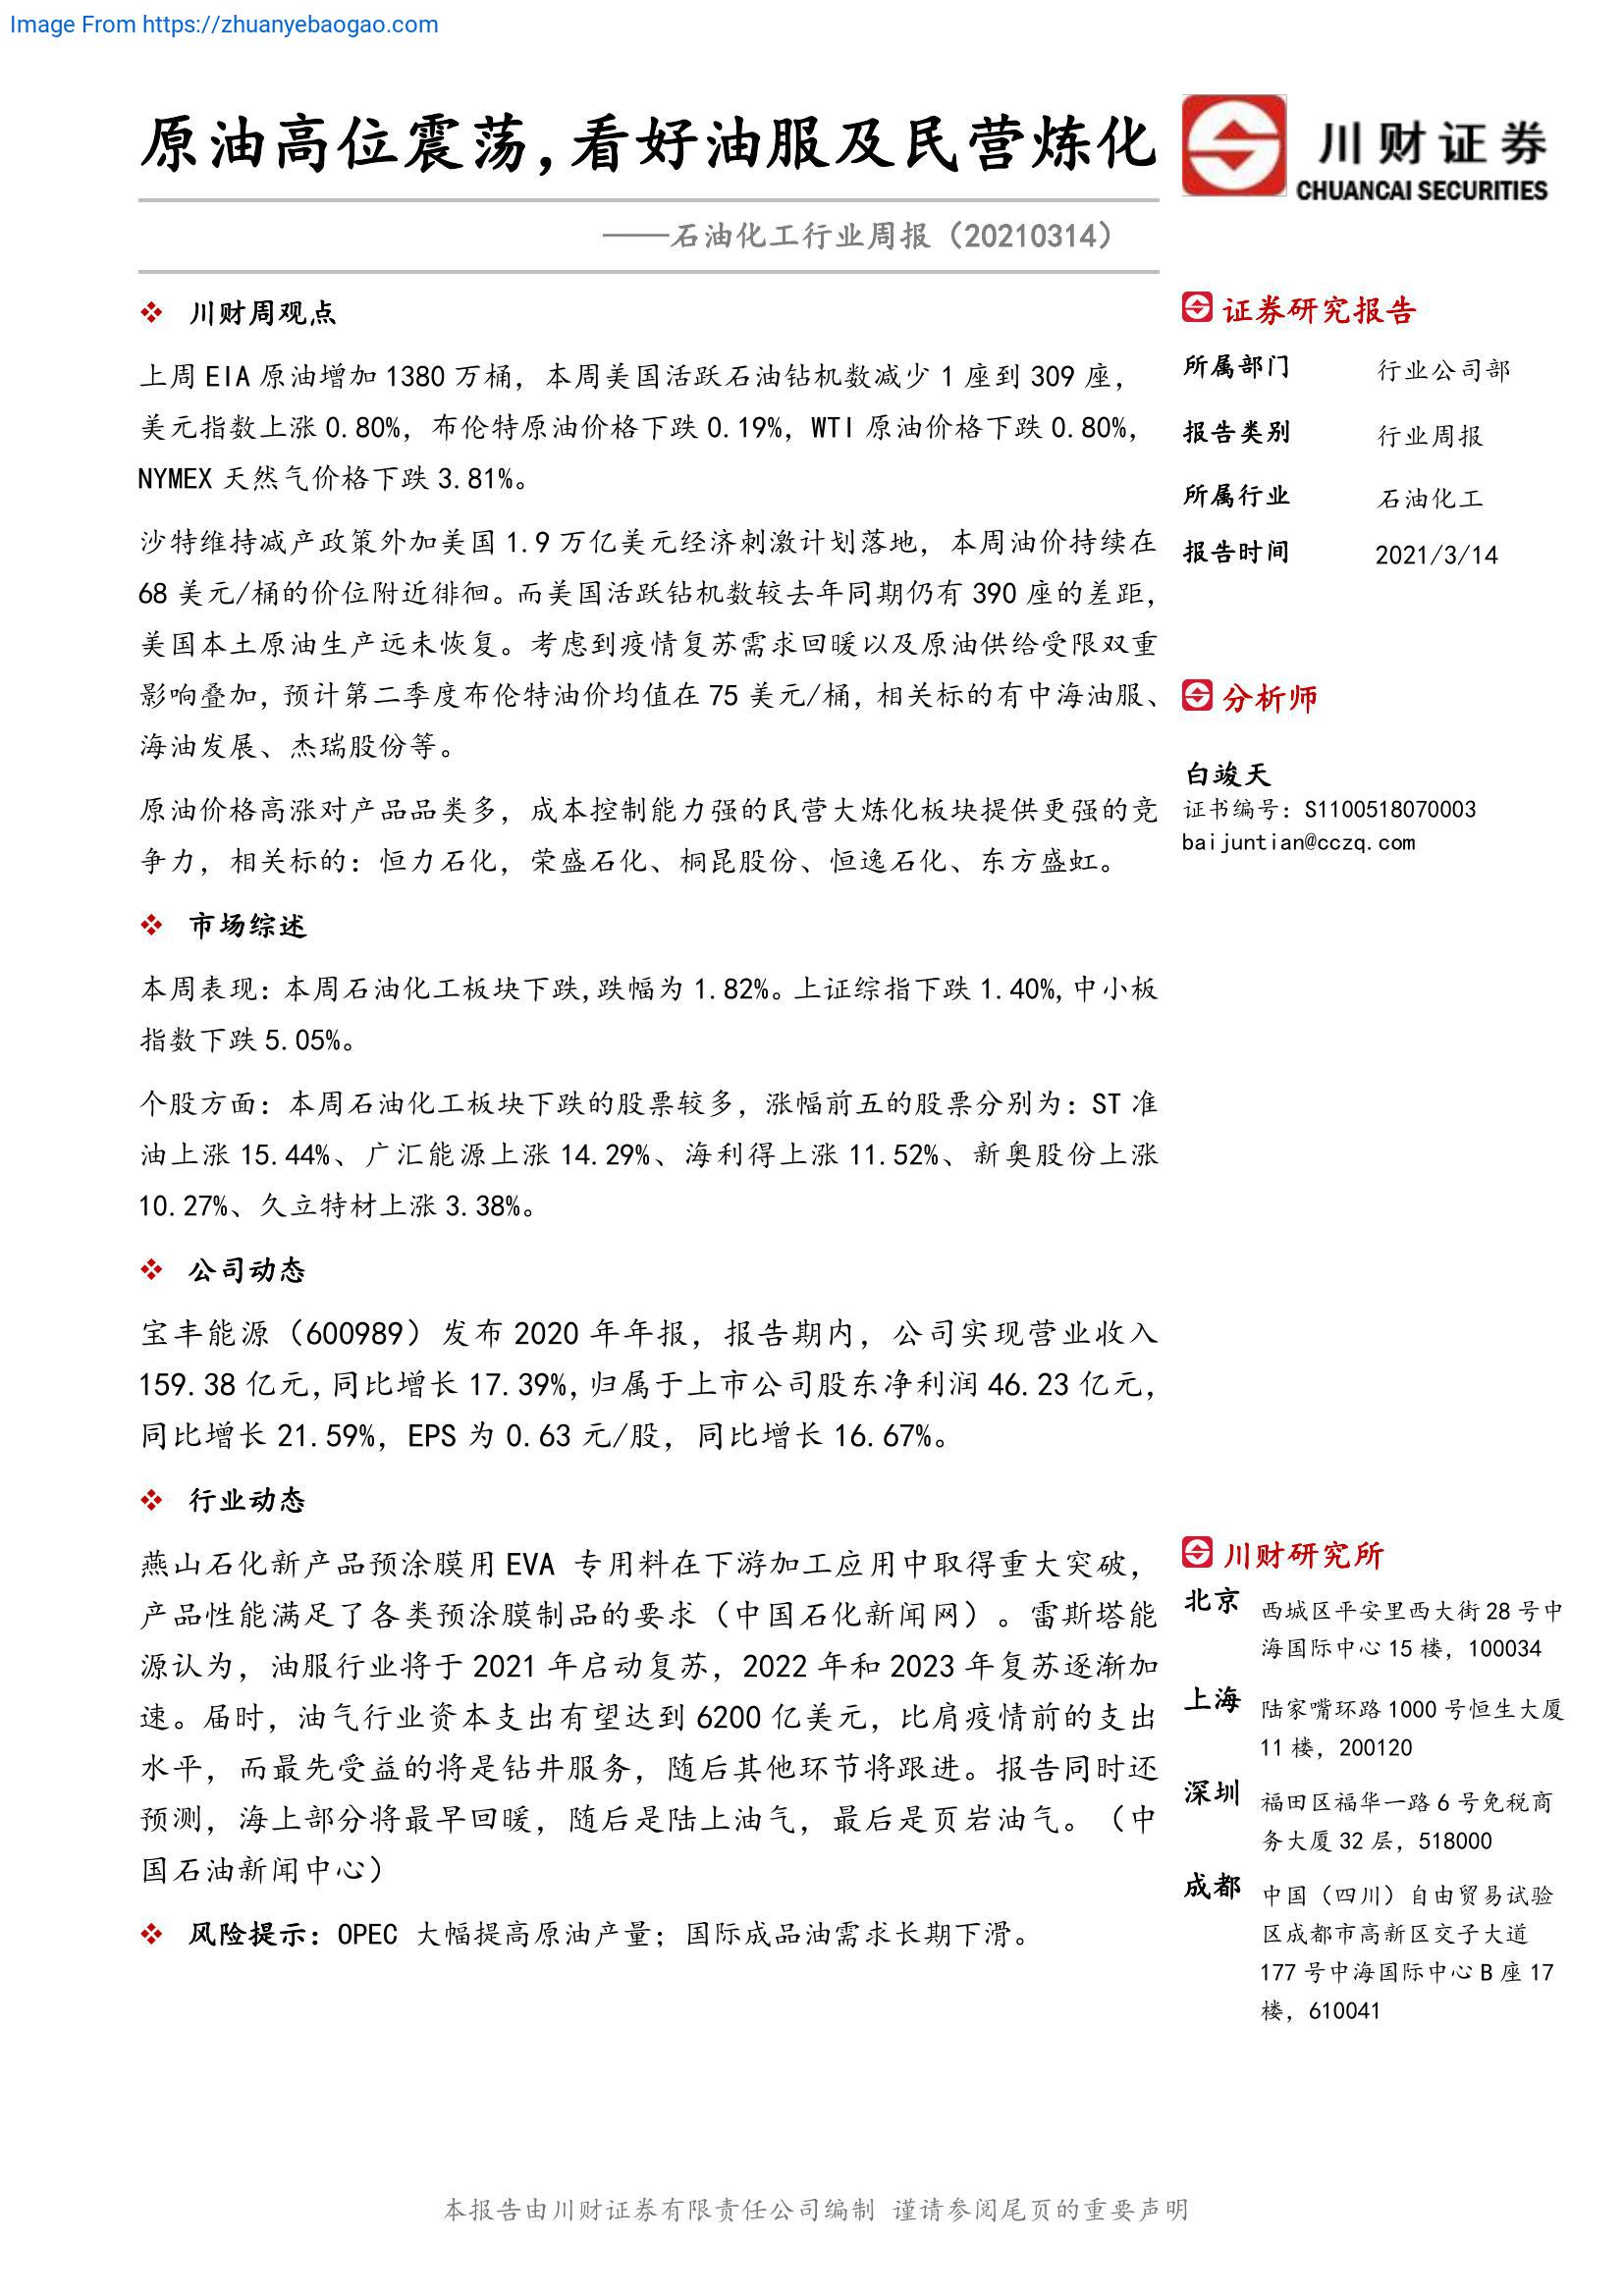 Image From https://zhuanyebaogao.com
原油高位震荡,看好油服及民营炼化
川财证券
CHUANCAI SECURITIES
——石油化工行业周报（20210314）
❖ 川财周观点
上周 EIA 原油增加 1380 万桶，本周美国活跃石油钻机数减少 1 座到 309 座，
美元指数上涨 0.80%，布伦特原油价格下跌 0.19%，WTI 原油价格下跌 0.80%，
NYMEX 天然气价格下跌 3.81%。
沙特维持减产政策外加美国 1.9 万亿美元经济刺激计划落地，本周油价持续在
68 美元/桶的价位附近徘徊。而美国活跃钻机数较去年同期仍有 390 座的差距，
美国本土原油生产远未恢复。考虑到疫情复苏需求回暖以及原油供给受限双重
影响叠加，预计第二季度布伦特油价均值在 75 美元/桶，相关标的有中海油服、
海油发展、杰瑞股份等。
原油价格高涨对产品品类多，成本控制能力强的民营大炼化板块提供更强的竞
争力，相关标的：恒力石化，荣盛石化、桐昆股份、恒逸石化、东方盛虹。
❖ 市场综述
本周表现：本周石油化工板块下跌,跌幅为 1.82%。上证综指下跌 1.40%,中小板
指数下跌 5.05%。
个股方面：本周石油化工板块下跌的股票较多，涨幅前五的股票分别为：ST 准
油上涨 15.44%、广汇能源上涨 14.29%、海利得上涨 11.52%、新奥股份上涨
10.27%、久立特材上涨 3.38%。
❖ 公司动态
宝丰能源（600989）发布 2020 年年报，报告期内，公司实现营业收入
159.38 亿元,同比增长 17.39%,归属于上市公司股东净利润 46.23 亿元，
同比增长 21.59%，EPS 为 0.63 元/股，同比增长 16.67%。
❖ 行业动态
燕山石化新产品预涂膜用 EVA 专用料在下游加工应用中取得重大突破，
产品性能满足了各类预涂膜制品的要求（中国石化新闻网）。雷斯塔能
源认为，油服行业将于 2021 年启动复苏，2022 年和 2023 年复苏逐渐加
速。届时，油气行业资本支出有望达到 6200 亿美元，比肩疫情前的支出
水平，而最先受益的将是钻井服务，随后其他环节将跟进。报告同时还
预测，海上部分将最早回暖，随后是陆上油气，最后是页岩油气。（中
国石油新闻中心）
❖ 风险提示：OPEC 大幅提高原油产量；国际成品油需求长期下滑。
证券研究报告
所属部门 行业公司部
报告类别 行业周报
所属行业 石油化工
报告时间 2021/3/14
分析师
白竣天
证书编号：S1100518070003
baijuntian@cczq.com
川财研究所
北京 西城区平安里西大街 28 号中
海国际中心 15 楼，100034
上海 陆家嘴环路 1000 号恒生大厦
11 楼，200120
深圳 福田区福华一路 6 号免税商
务大厦 32 层，518000
成都 中国（四川）自由贸易试验
区成都市高新区交子大道
177 号中海国际中心 B 座 17
楼，610041
本报告由川财证券有限责任公司编制 谨请参阅尾页的重要声明